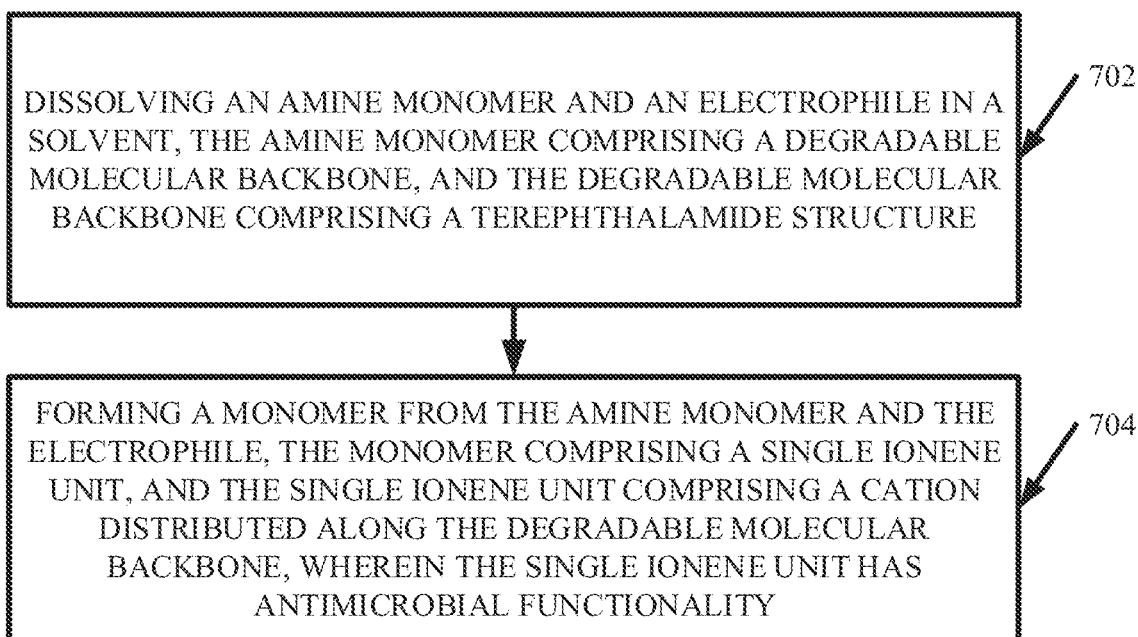 DISSOLVING AN AMINE MONOMER AND AN ELECTROPHILE IN A
SOLVENT, THE AMINE MONOMER COMPRISING A DEGRADABLE
MOLECULAR BACKBONE, AND THE DEGRADABLE MOLECULAR
BACKBONE COMPRISING A TEREPHTHALAMIDE STRUCTURE
702
FORMING A MONOMER FROM THE AMINE MONOMER AND THE
ELECTROPHILE, THE MONOMER COMPRISING A SINGLE IONENE
UNIT, AND THE SINGLE IONENE UNIT COMPRISING A CATION
DISTRIBUTED ALONG THE DEGRADABLE MOLECULAR
BACKBONE, WHEREIN THE SINGLE IONENE UNIT HAS
ANTIMICROBIAL FUNCTIONALITY
704